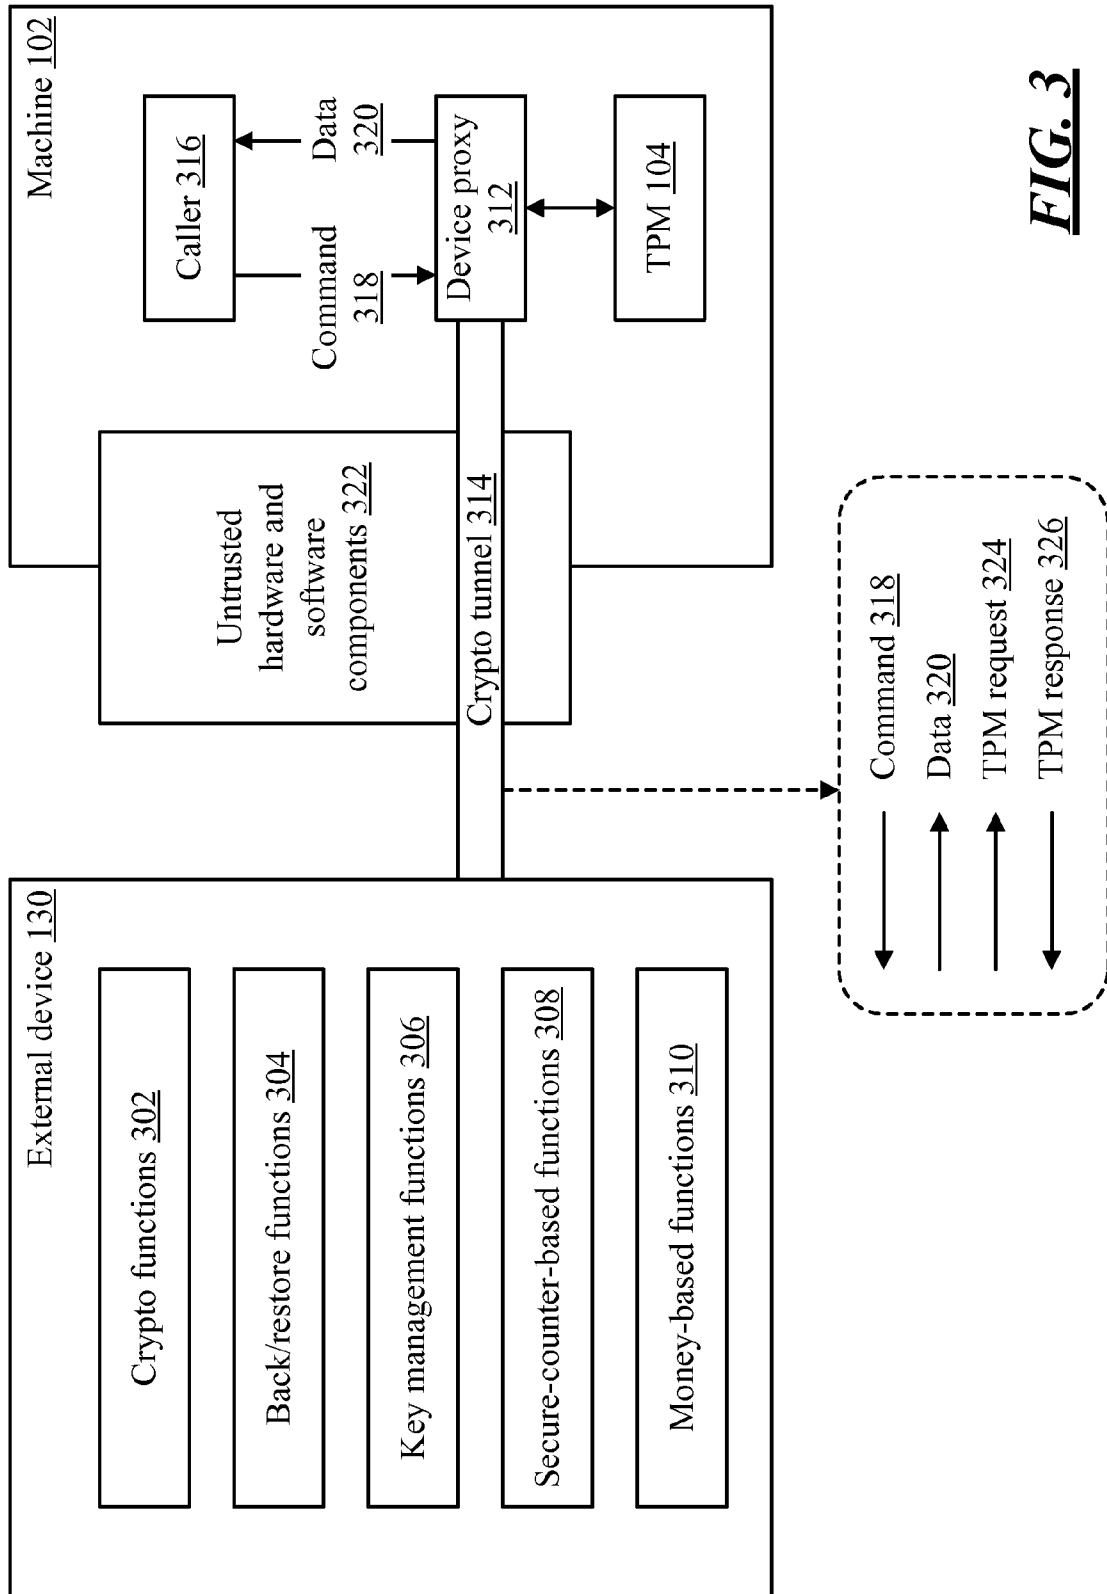 External device 130
Crypto functions 302
Back/restore functions 304
Key management functions 306
Secure-counter-based functions 308
Money-based functions 310
Untrusted
hardware and
software
components 322
Crypto tunnel 314
Machine 102
Caller 316
Command
318
Data
320
Device proxy
312
TPM 104
Command 318
Data 320
TPM request 324
TPM response 326
FIG. 3